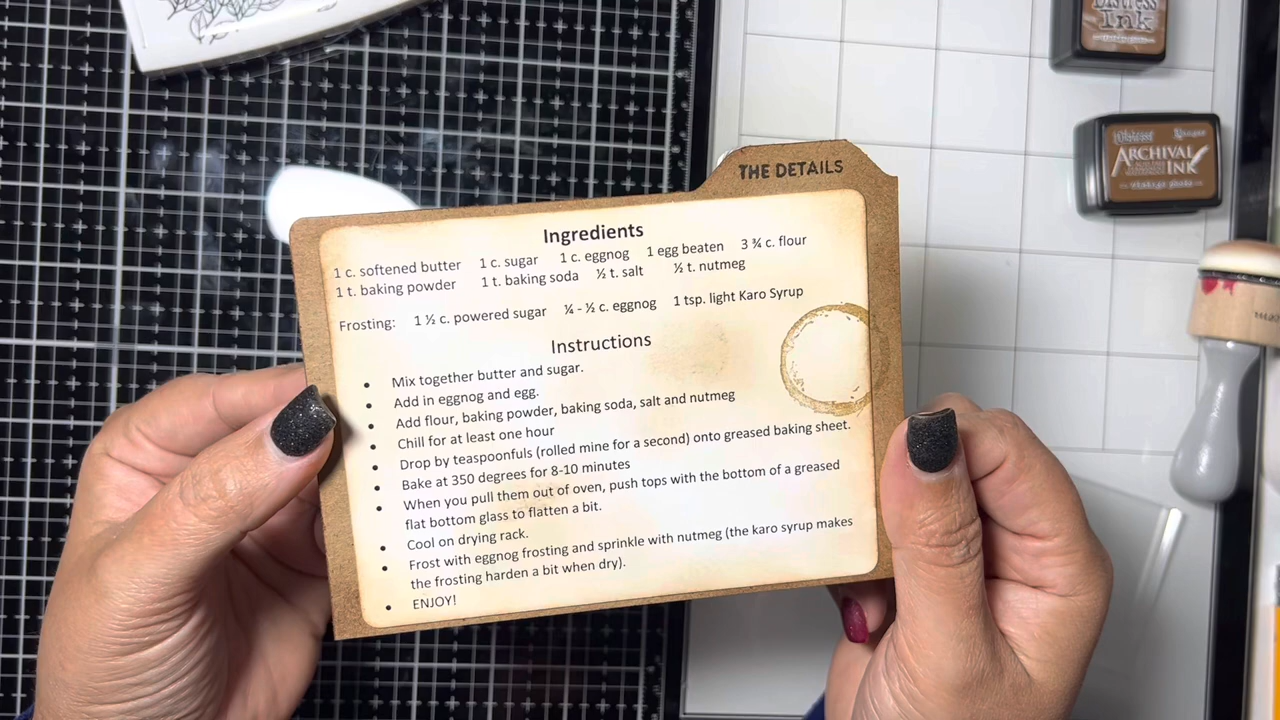 Distress
Ink
THE DETAILS
ARCHIVAL
INK
vintage photo
Ingredients
1 c. softened butter 1 c. sugar 1 c. eggnog 1 egg beaten 3 ¾ c. flour
1 t. baking powder 1 t. baking soda ½ t. salt ½ t. nutmeg
Frosting: 1 ½ c. powered sugar ¼ - ½ c. eggnog 1 tsp. light Karo Syrup
Instructions
• Mix together butter and sugar.
• Add in eggnog and egg.
• Add flour, baking powder, baking soda, salt and nutmeg
• Chill for at least one hour
• Drop by teaspoonfuls (rolled mine for a second) onto greased baking sheet.
• Bake at 350 degrees for 8-10 minutes
• When you pull them out of oven, push tops with the bottom of a greased
flat bottom glass to flatten a bit.
• Cool on drying rack.
• Frost with eggnog frosting and sprinkle with nutmeg (the karo syrup makes
the frosting harden a bit when dry).
• ENJOY!